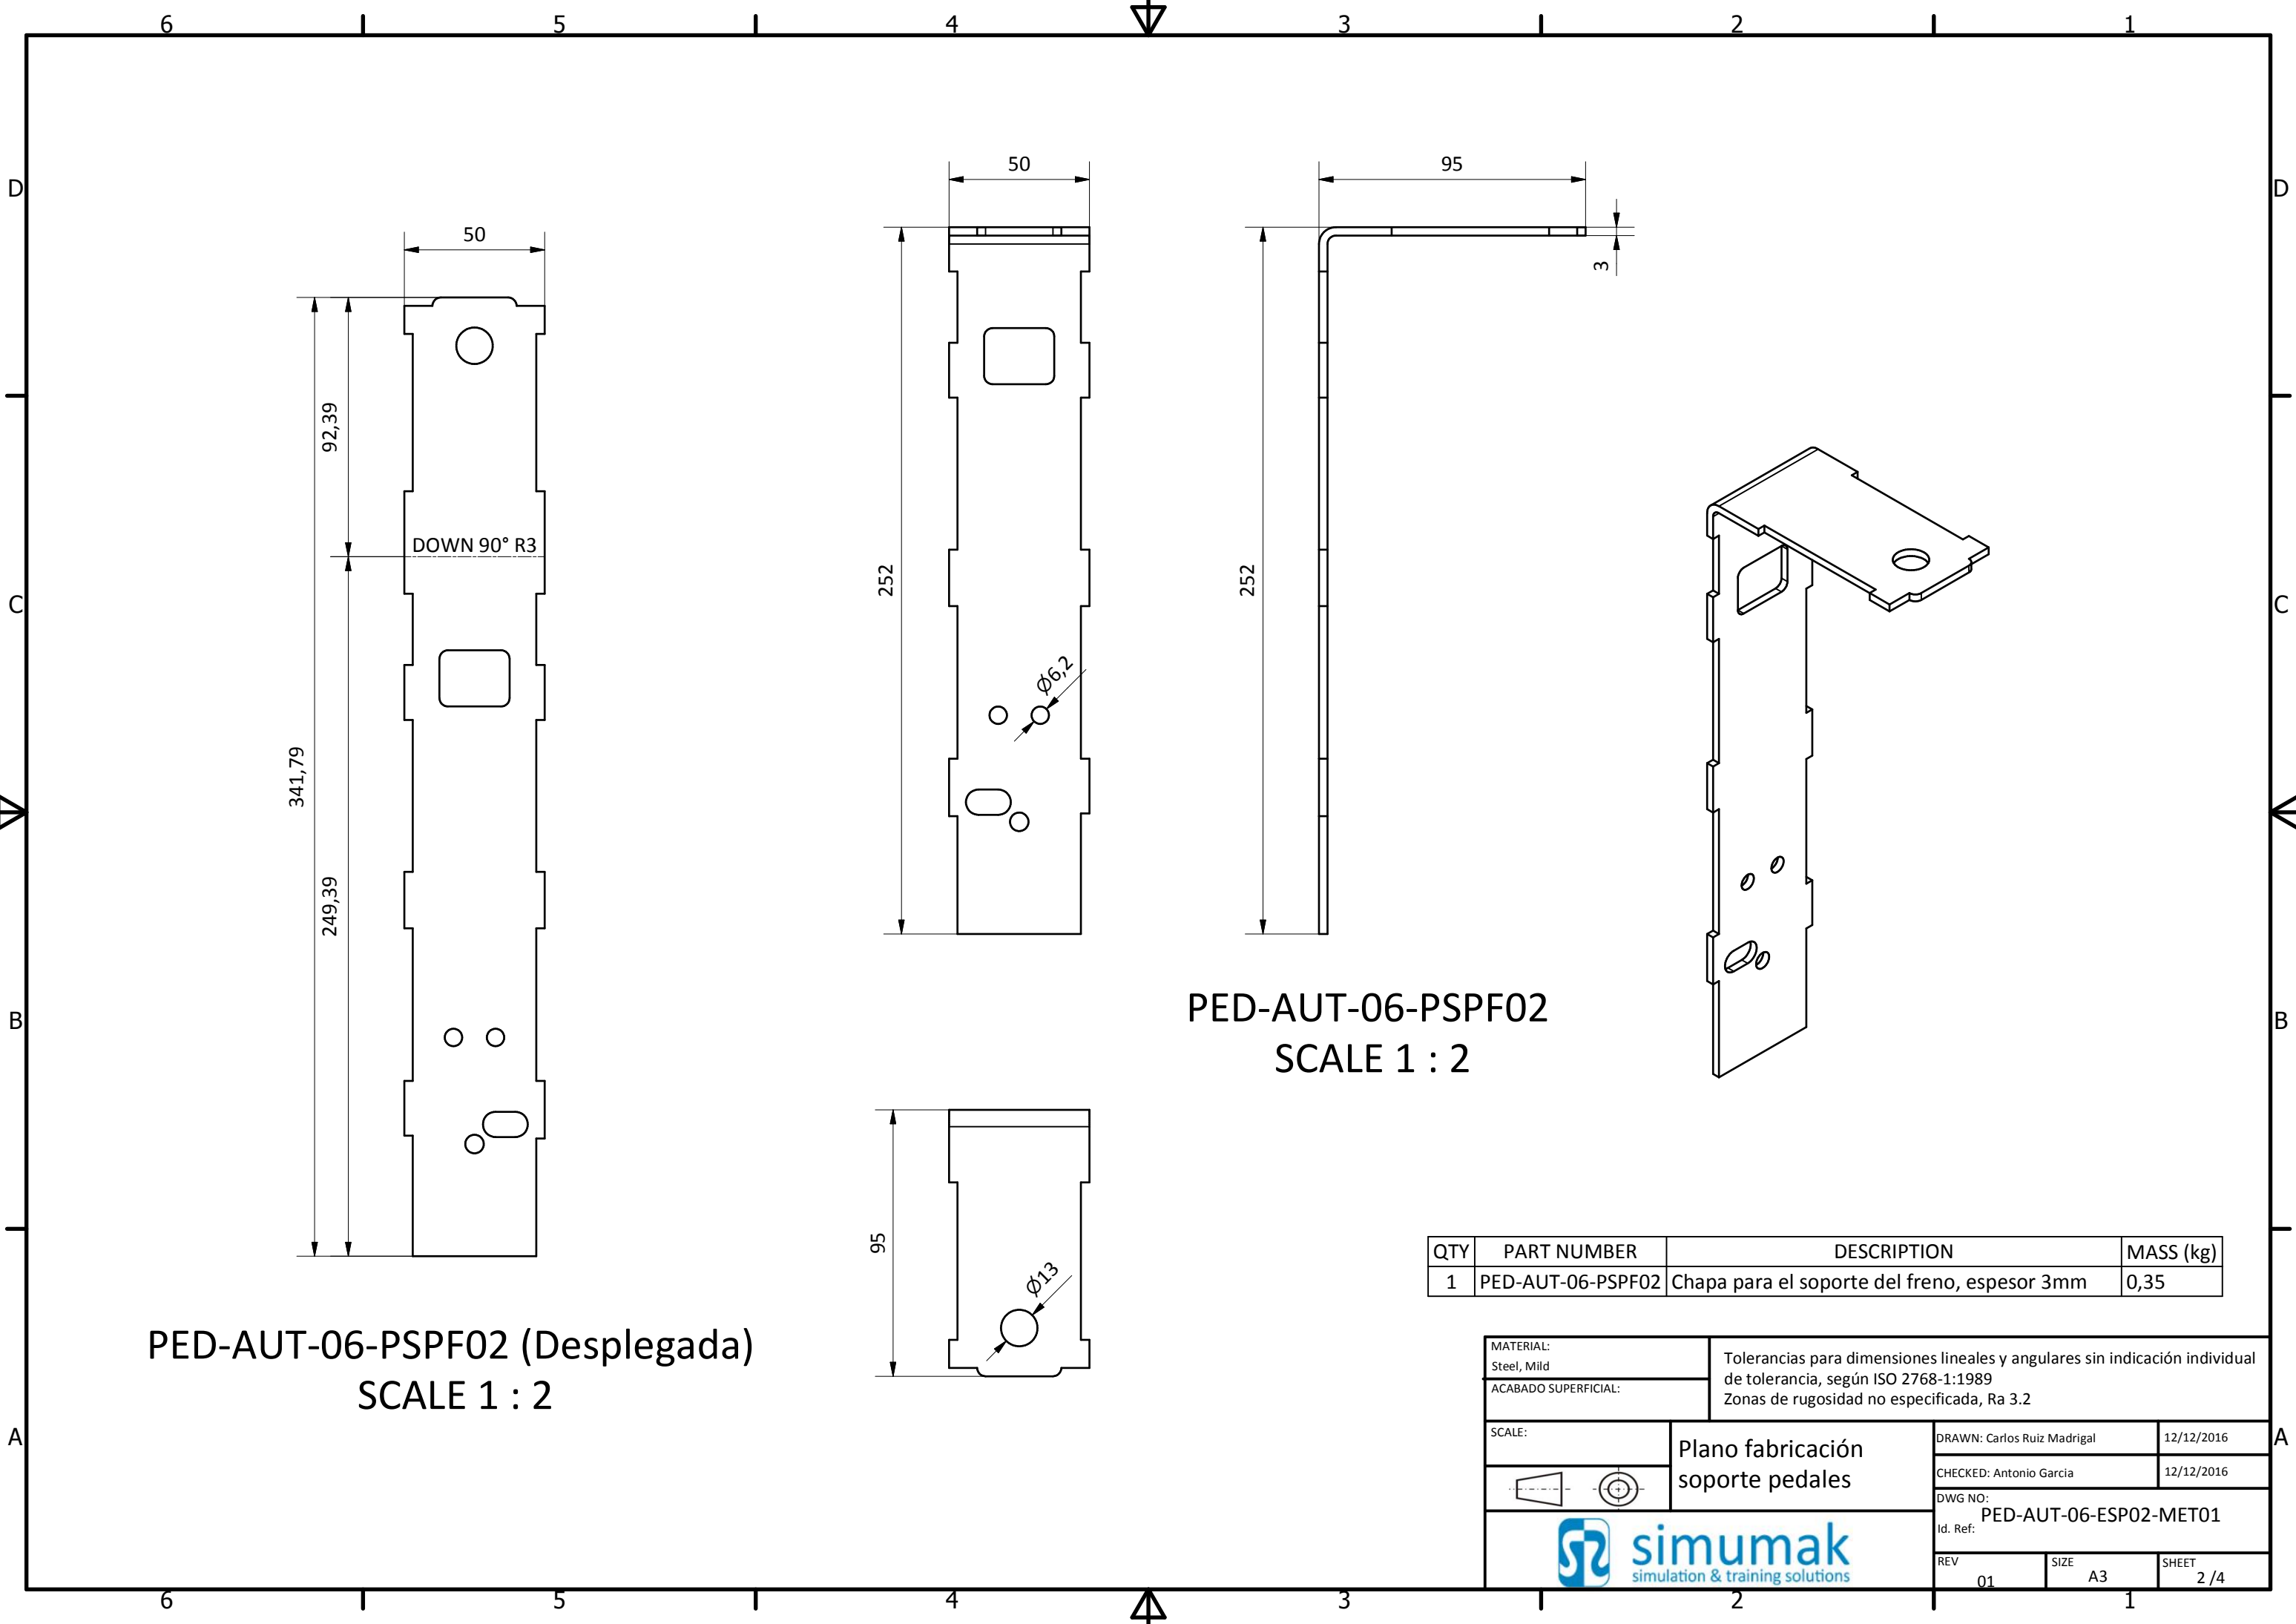 6 5 4 3 2 1
D D
50
95
50
3
92,39
DOWN 90° R3
C C
252
252
Ø6,2
341,79
249,39
PED-AUT-06-PSPF02
SCALE 1 : 2
B B
95
Ø13
QTY PART NUMBER DESCRIPTION MASS (kg)
1 PED-AUT-06-PSPF02 Chapa para el soporte del freno, espesor 3mm 0,35
PED-AUT-06-PSPF02 (Desplegada)
SCALE 1 : 2
MATERIAL:
Steel, Mild
ACABADO SUPERFICIAL:
Tolerancias para dimensiones lineales y angulares sin indicación individual
de tolerancia, según ISO 2768-1:1989
Zonas de rugosidad no especificada, Ra 3.2
A A
SCALE:
Plano fabricación
soporte pedales
DRAWN: Carlos Ruiz Madrigal 12/12/2016
CHECKED: Antonio Garcia 12/12/2016
DWG NO:
PED-AUT-06-ESP02-MET01
Id. Ref:
simumak
simulation & training solutions
REV
01
SIZE
A3
SHEET
2 /4
6 5 4 3 2 1